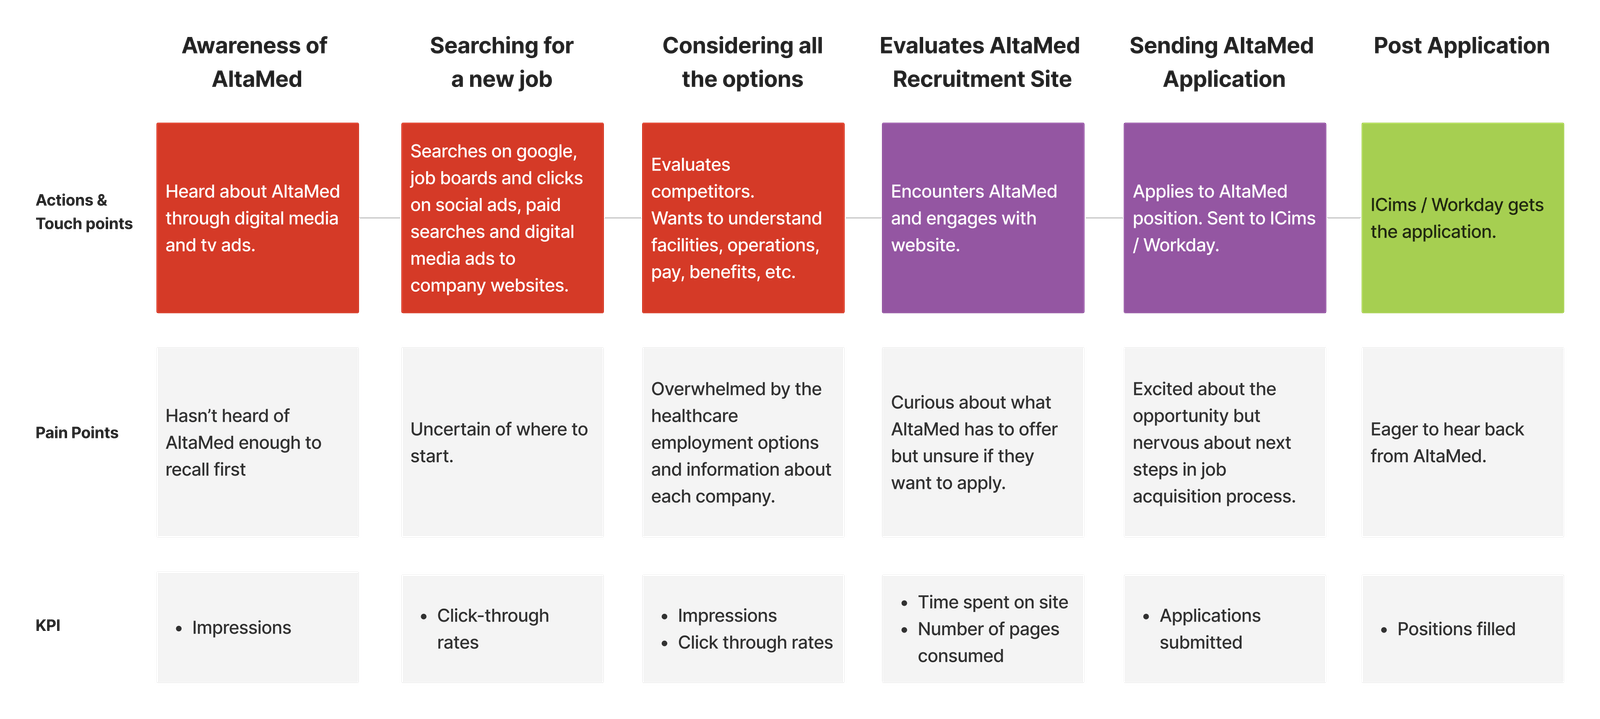 Awareness of
AltaMed
Searching for
a new job
Considering all
the options
Evaluates AltaMed
Recruitment Site
Sending AltaMed
Application
Post Application
Actions &
Touch points
Heard about AltaMed
through digital media
and tv ads.
Searches on google,
job boards and clicks
on social ads, paid
searches and digital
media ads to
company websites.
Evaluates
competitors.
Wants to understand
facilities, operations,
pay, benefits, etc.
Encounters AltaMed
and engages with
website.
Applies to AltaMed
position. Sent to ICims
/ Workday.
ICims / Workday gets
the application.
Pain Points
Hasn’t heard of
AltaMed enough to
recall first
Uncertain of where to
start.
Overwhelmed by the
healthcare
employment options
and information about
each company.
Curious about what
AltaMed has to offer
but unsure if they
want to apply.
Excited about the
opportunity but
nervous about next
steps in job
acquisition process.
Eager to hear back
from AltaMed.
KPI
• Impressions
• Click-through
rates
• Impressions
• Click through rates
• Time spent on site
• Number of pages
consumed
• Applications
submitted
• Positions filled